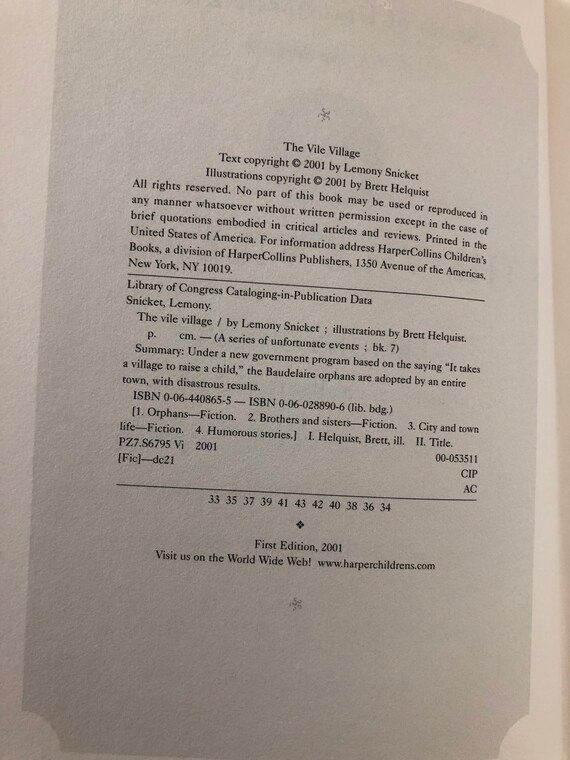 The Vile Village
Text copyright © 2001 by Lemony Snicket
Illustrations copyright © 2001 by Brett Helquist
All rights reserved. No part of this book may be used or reproduced in
any manner whatsoever without written permission except in the case of
brief quotations embodied in critical articles and reviews. Printed in the
United States of America. For information address HarperCollins Children's
Books, a division of HarperCollins Publishers, 1350 Avenue of the Americas,
New York, NY 10019.
Library of Congress Cataloging-in-Publication Data
Snicket, Lemony.
The vile village / by Lemony Snicket ; illustrations by Brett Helquist.
p. cm. — (A series of unfortunate events ; bk. 7)
Summary: Under a new government program based on the saying "It takes
a village to raise a child," the Baudelaire orphans are adopted by an entire
town, with disastrous results.
ISBN 0-06-440865-5 — ISBN 0-06-028890-6 (lib. bdg.)
[1. Orphans—Fiction. 2. Brothers and sisters—Fiction. 3. City and town
life—Fiction. 4. Humorous stories.] I. Helquist, Brett, ill. II. Title.
PZ7.S6795 Vi 2001 00-053511
[Fic]—dc21 CIP
AC
33 35 37 39 41 43 42 40 38 36 34
First Edition, 2001
Visit us on the World Wide Web! www.harperchildrens.com